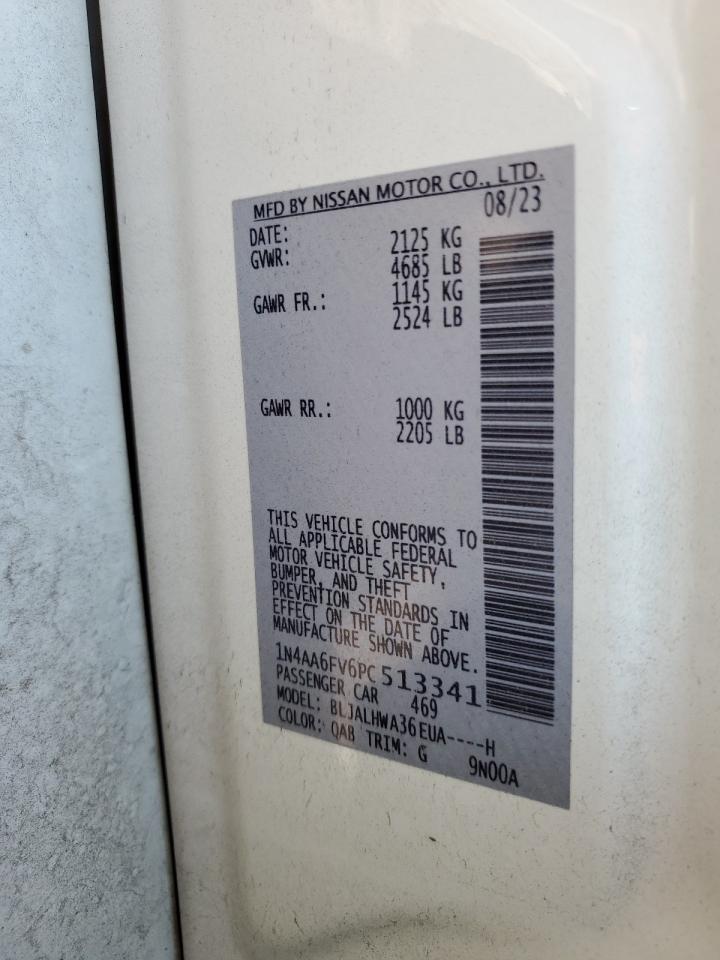 MFD BY NISSAN MOTOR CO., LTD.
DATE: 08/23
GVWR: 2125 KG
4685 LB
GAWR FR.: 1145 KG
2524 LB
GAWR RR.: 1000 KG
2205 LB
THIS VEHICLE CONFORMS TO
ALL APPLICABLE FEDERAL
MOTOR VEHICLE SAFETY,
BUMPER, AND THEFT
PREVENTION STANDARDS IN
EFFECT ON THE DATE OF
MANUFACTURE SHOWN ABOVE.
1N4AA6FV6PC513341
PASSENGER CAR 469
MODEL: BLJALHWA36EUA----H
COLOR: QAB TRIM: G 9N00A